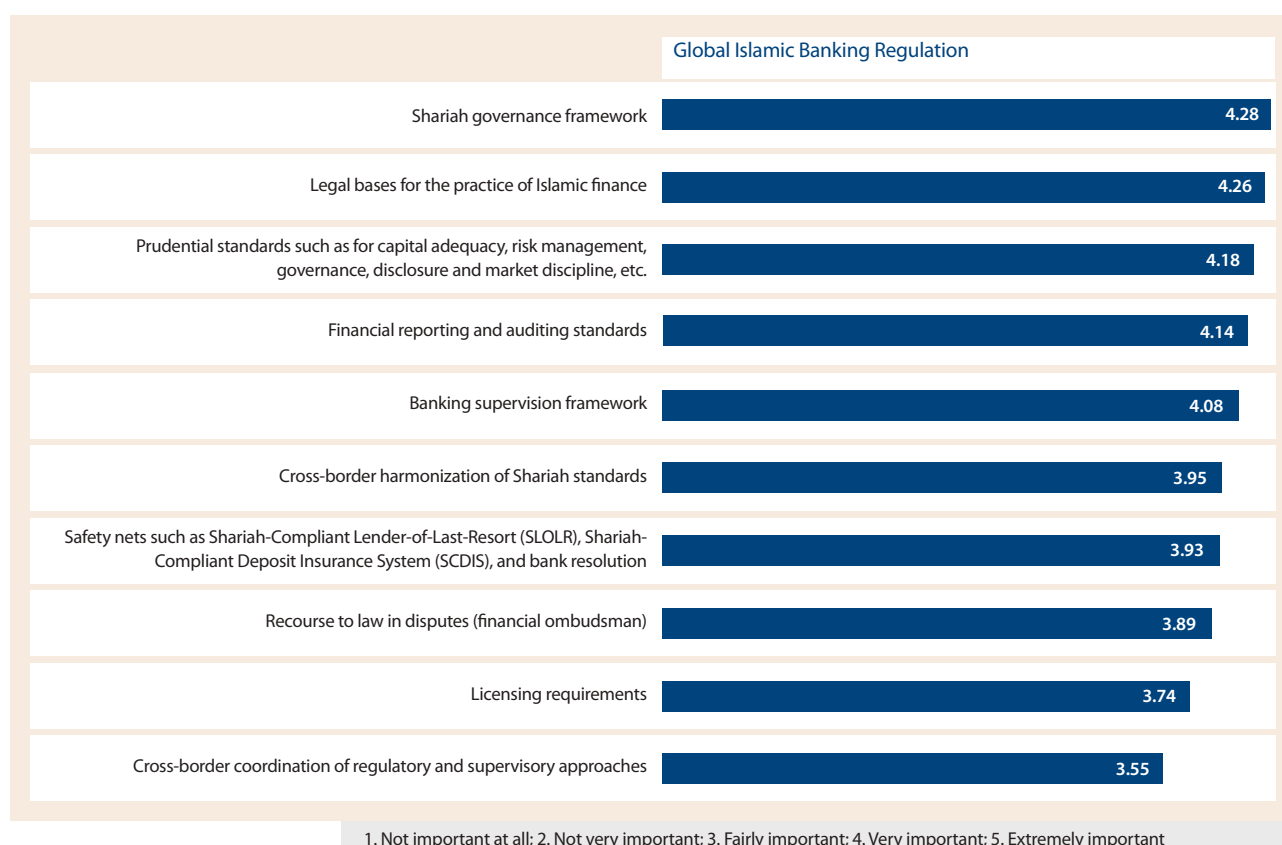 Global Islamic Banking Regulation
Shariah governance framework
4.28
Legal bases for the practice of Islamic finance
4.26
Prudential standards such as for capital adequacy, risk management,
governance, disclosure and market discipline, etc.
4.18
Financial reporting and auditing standards
4.14
Banking supervision framework
4.08
Cross-border harmonization of Shariah standards
3.95
Safety nets such as Shariah-Compliant Lender-of-Last-Resort (SLOLR), Shariah-
Compliant Deposit Insurance System (SCDIS), and bank resolution
3.93
Recourse to law in disputes (financial ombudsman)
3.89
Licensing requirements
3.74
Cross-border coordination of regulatory and supervisory approaches
3.55
1. Not important at all; 2. Not very important; 3. Fairly important; 4. Very important; 5. Extremely important